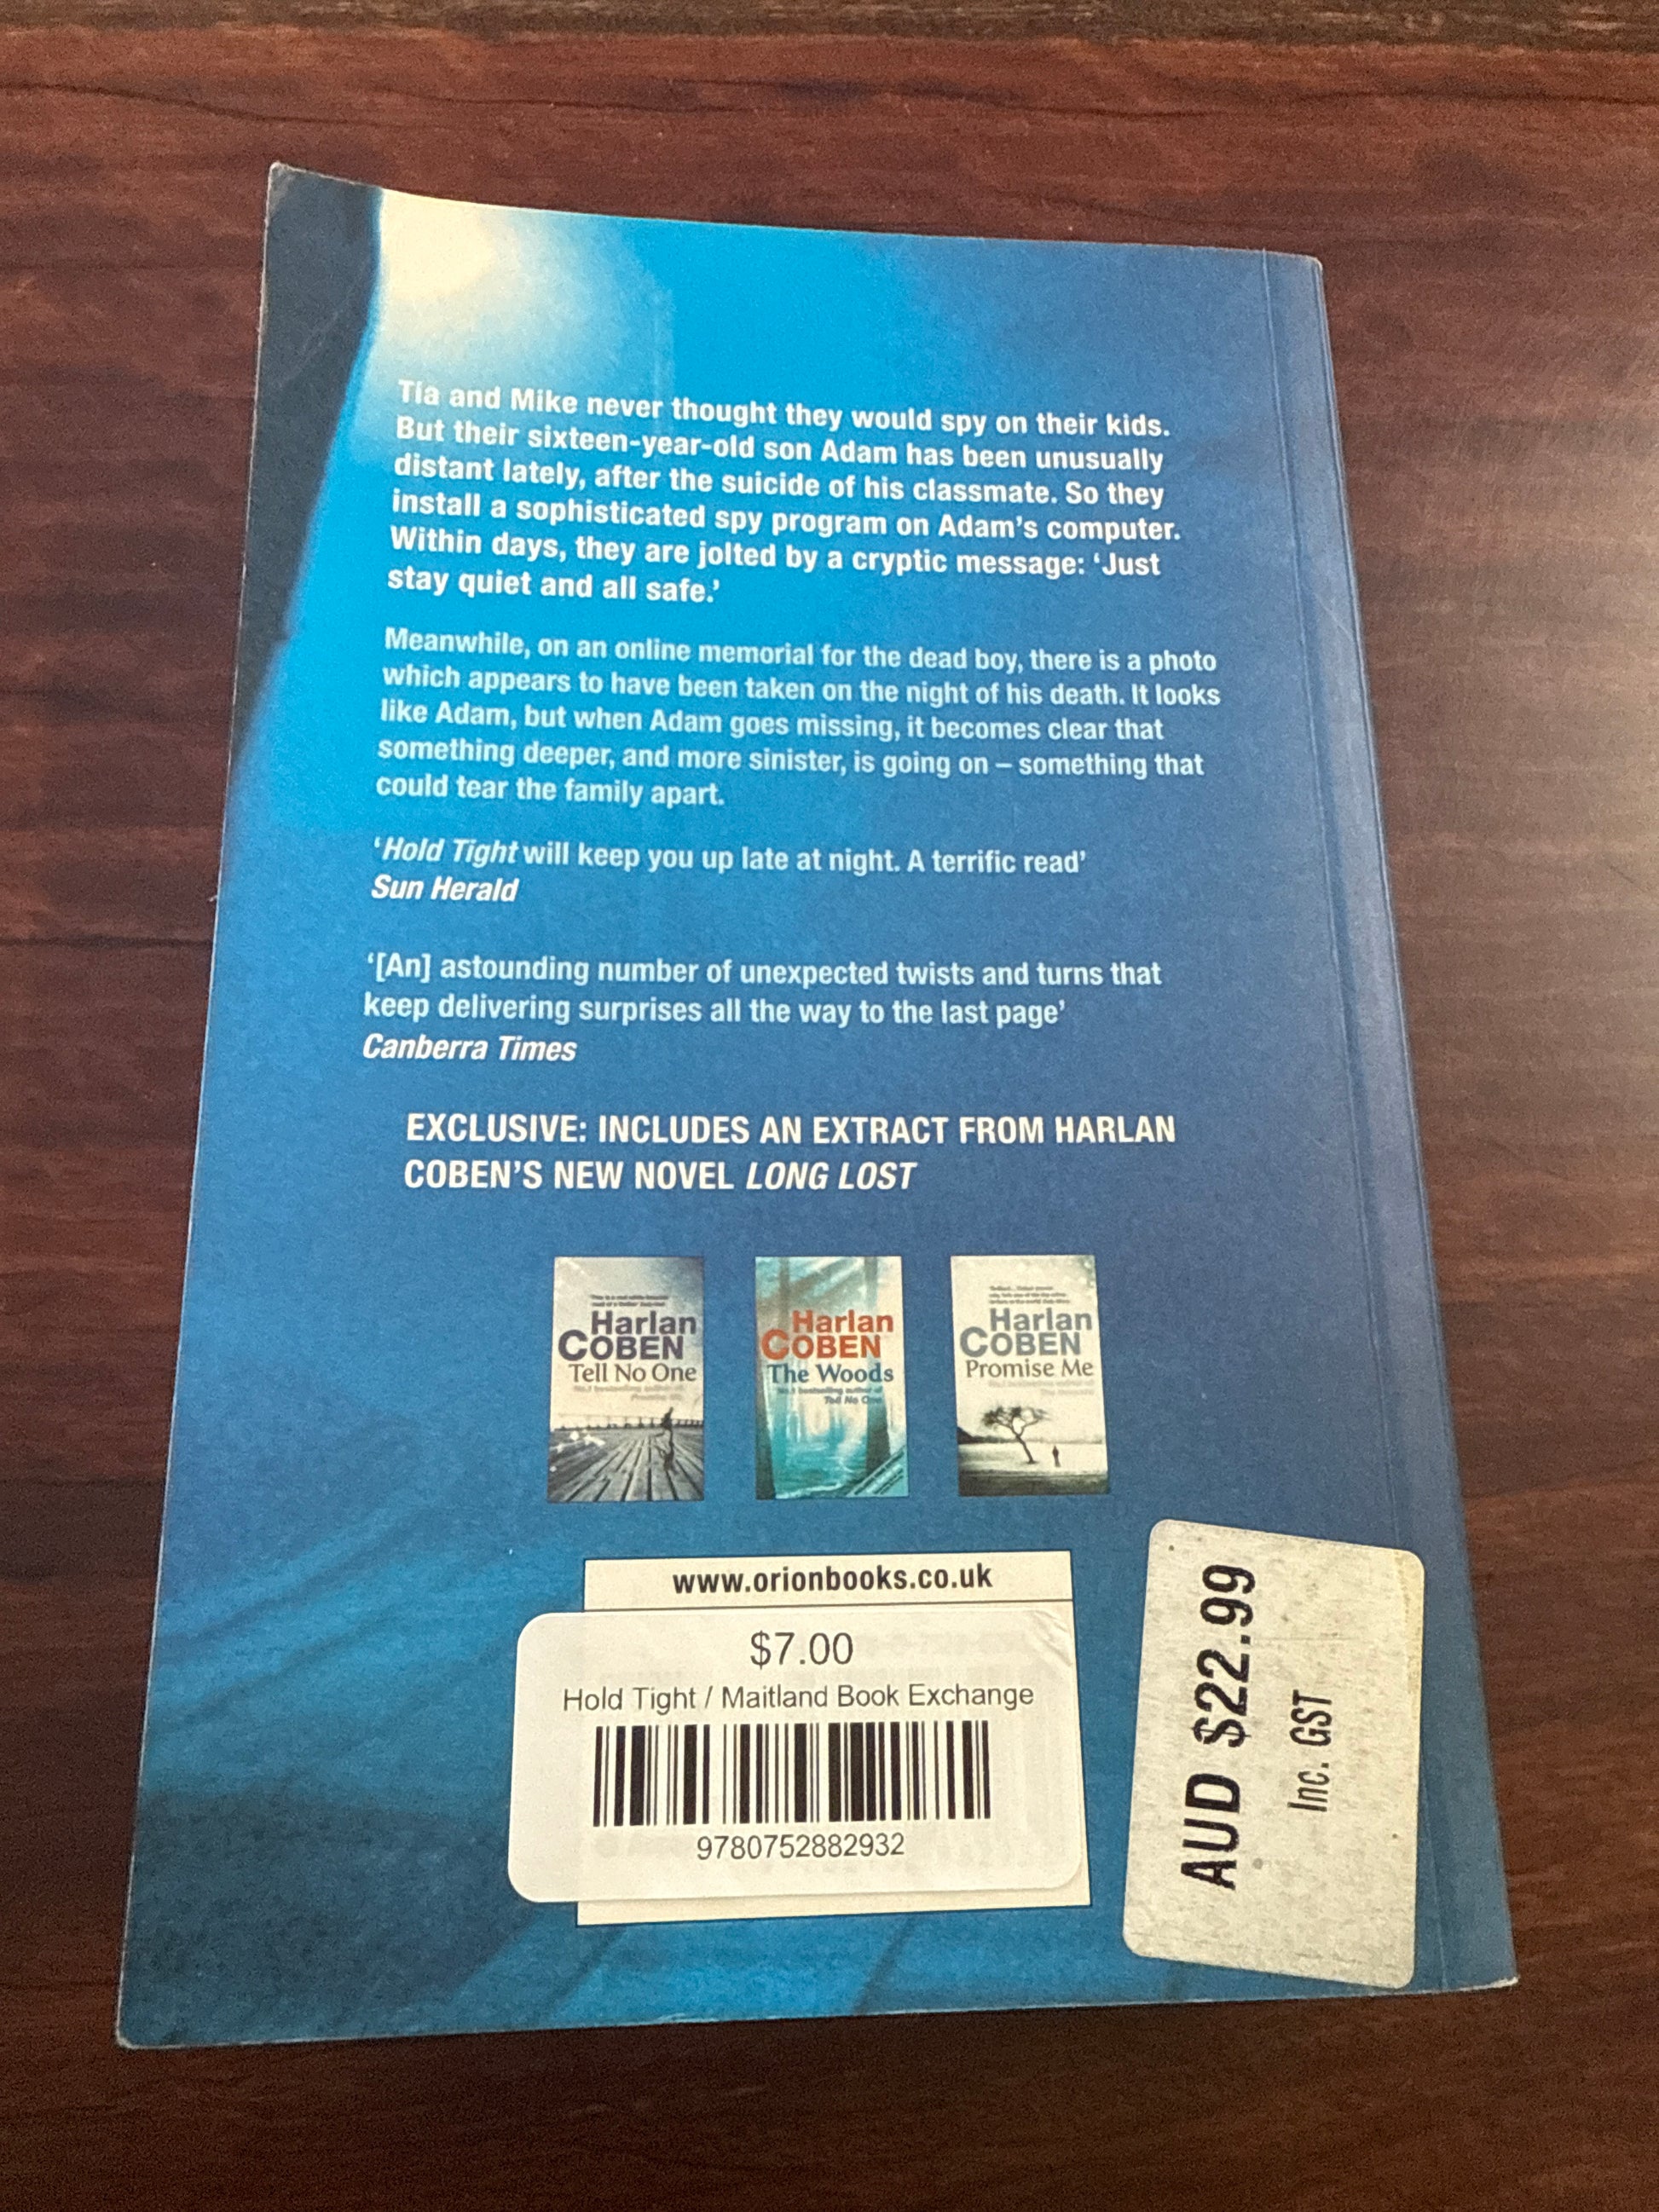 Tia and Mike never thought they would spy on their kids.
But their sixteen-year-old son Adam has been unusually
distant lately, after the suicide of his classmate. So they
install a sophisticated spy program on Adam's computer.
Within days, they are jolted by a cryptic message: ‘Just
stay quiet and all safe.’
Meanwhile, on an online memorial for the dead boy, there is a photo
which appears to have been taken on the night of his death. It looks
like Adam, but when Adam goes missing, it becomes clear that
something deeper, and more sinister, is going on – something that
could tear the family apart.
‘Hold Tight will keep you up late at night. A terrific read’
Sun Herald
‘[An] astounding number of unexpected twists and turns that
keep delivering surprises all the way to the last page’
Canberra Times
EXCLUSIVE: INCLUDES AN EXTRACT FROM HARLAN
COBEN'S NEW NOVEL LONG LOST
Harlan
COBEN
Tell No One
Harlan
COBEN
The Woods
No.1 bestselling author of
Tell No One
Harlan
COBEN
Promise Me
www.orionbooks.co.uk
$7.00
Hold Tight / Maitland Book Exchange
9780752882932
AUD $22.99
Inc. GST